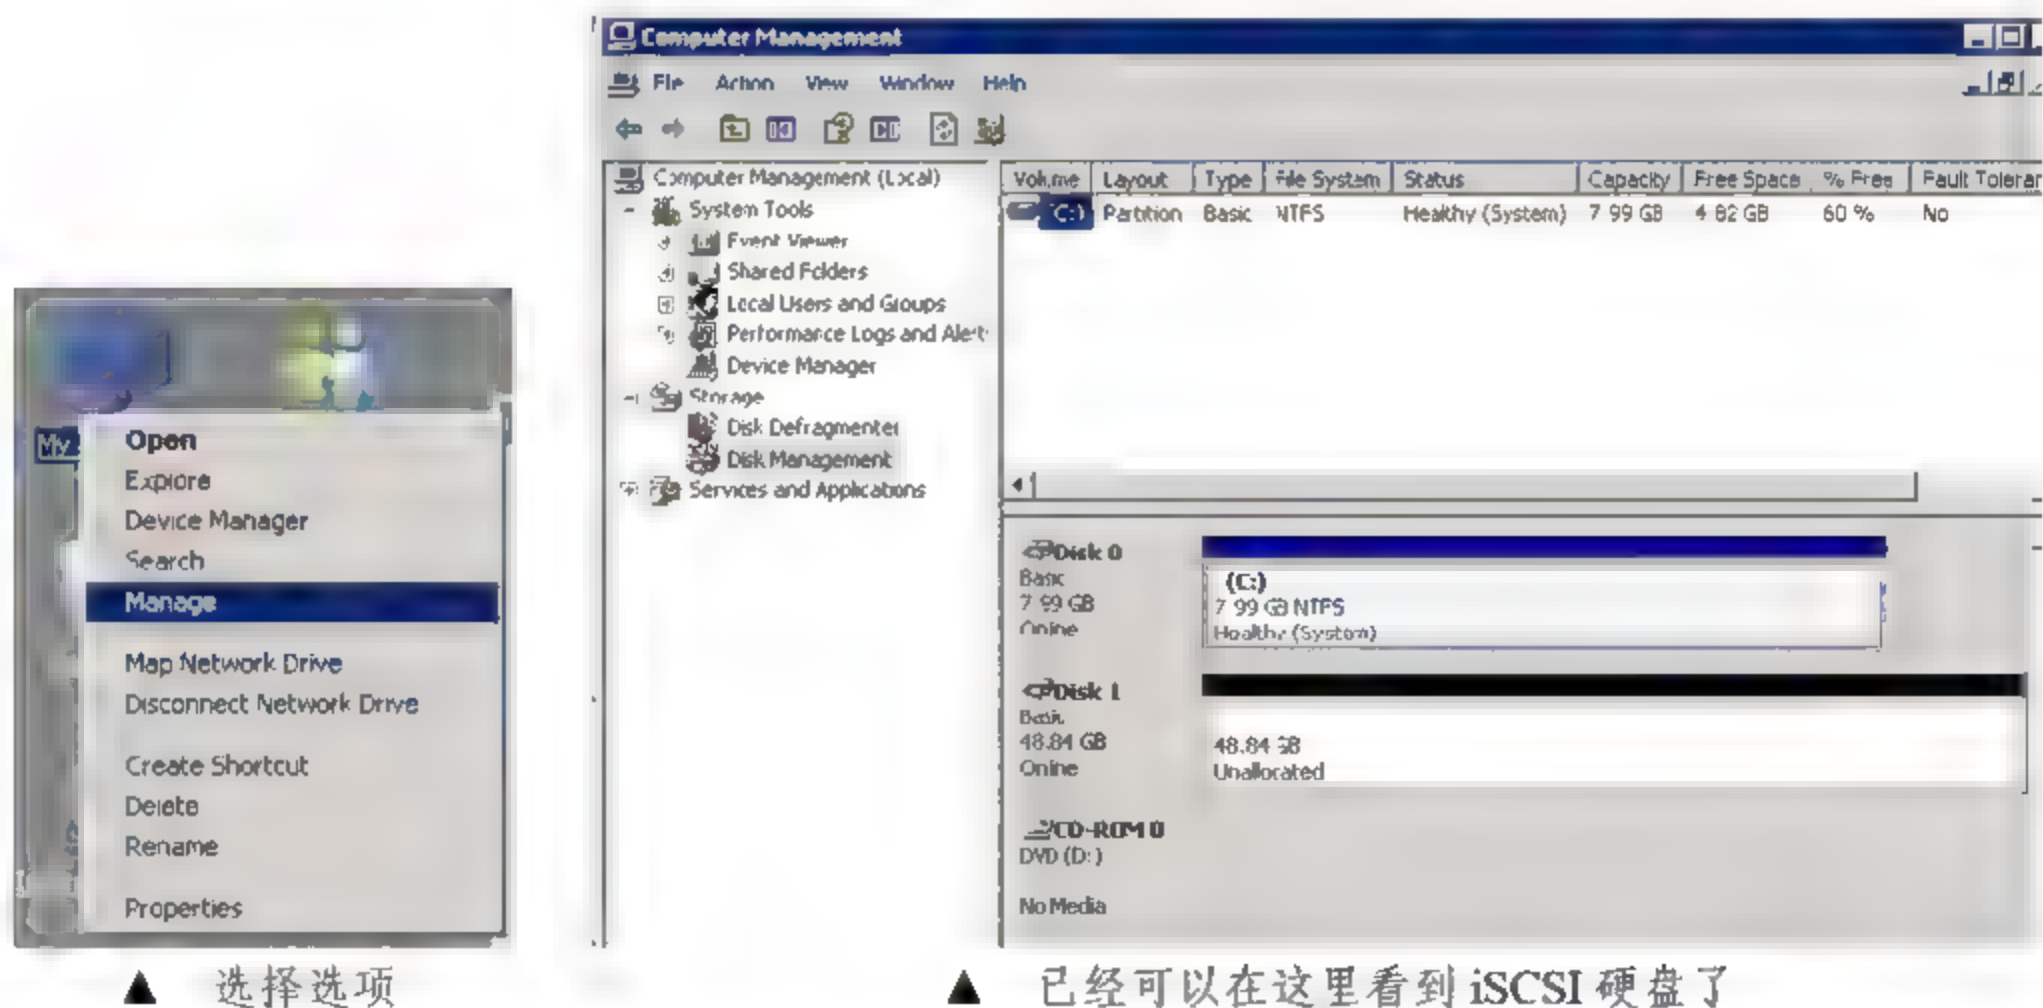 My
Open
Explore
Device Manager
Search
Manage
Map Network Drive
Disconnect Network Drive
Create Shortcut
Delete
Rename
Properties
▲ 选择选项
Computer Management
File Action View Window Help
Computer Management (Local)
System Tools
Event Viewer
Shared Folders
Local Users and Groups
Performance Logs and Alert
Device Manager
Storage
Disk Defragmenter
Disk Management
Services and Applications
Volume Layout Type File System Status Capacity Free Space % Free Fault Toleran
(C:) Partition Basic NTFS Healthy (System) 7.99 GB 4.82 GB 60 % No
Disk 0
Basic
7.99 GB
Online
(C:)
7.99 GB NTFS
Healthy (System)
Disk 1
Basic
48.84 GB
Online
48.84 GB
Unallocated
CD-ROM 0
DVD (D:)
No Media
▲ 已经可以在这里看到 iSCSI 硬盘了